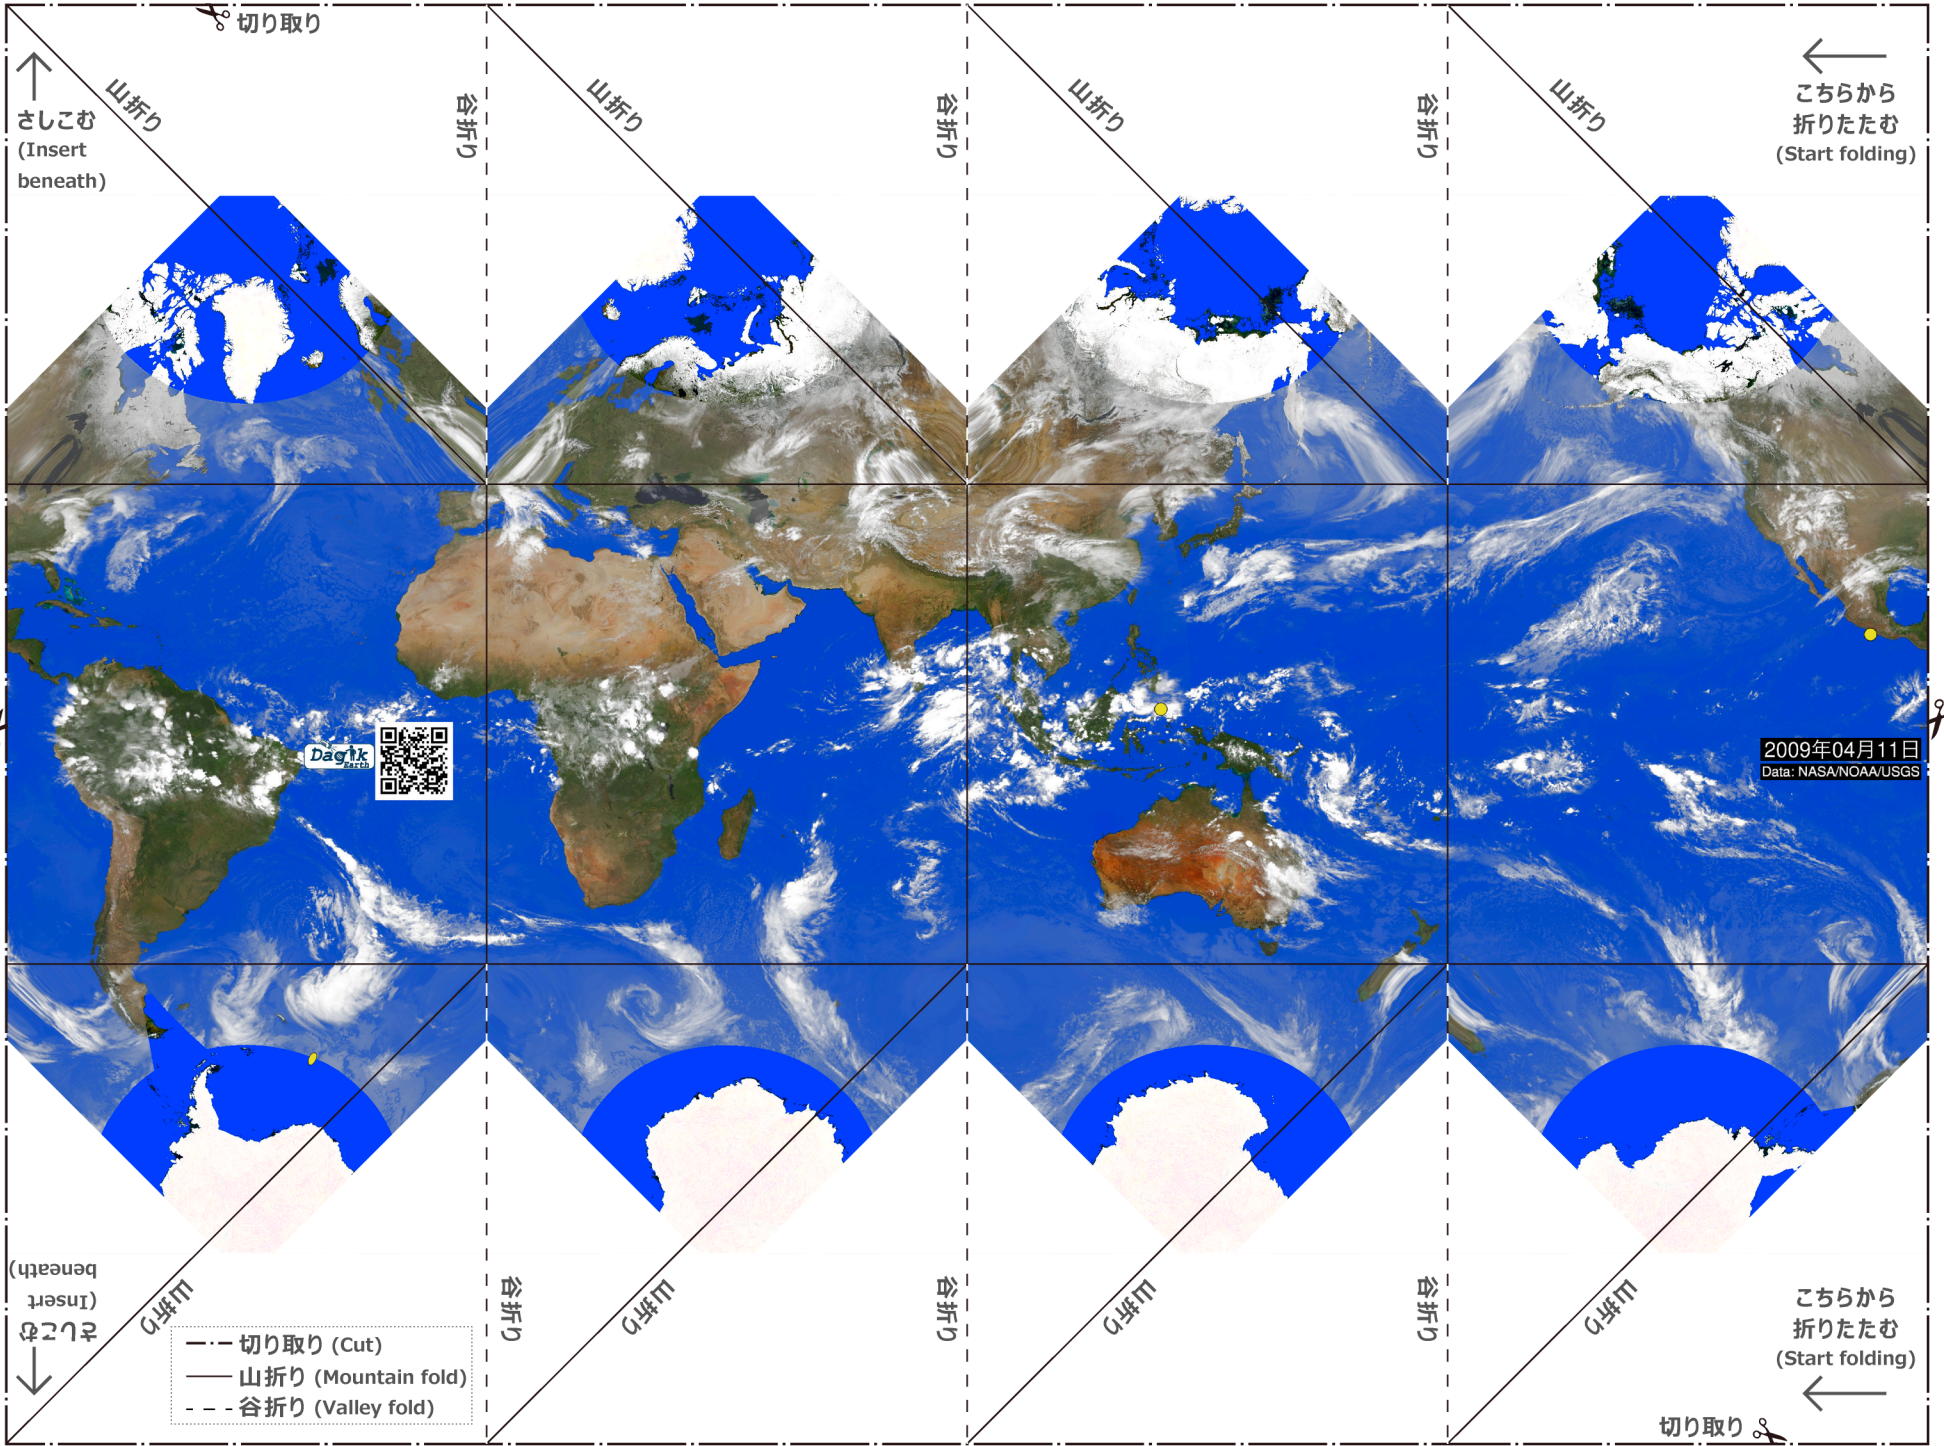 切り取り
山折り
谷折り
山折り
谷折り
山折り
谷折り
山折り
さしこむ
(Insert
beneath)
こちらから
折りたたむ
(Start folding)
Dagik
Earth
2009年04月11日
Data: NASA/NOAA/USGS
さしこむ
(Insert
beneath)
山折り
谷折り
山折り
谷折り
山折り
谷折り
山折り
切り取り (Cut)
山折り (Mountain fold)
谷折り (Valley fold)
こちらから
折りたたむ
(Start folding)
切り取り